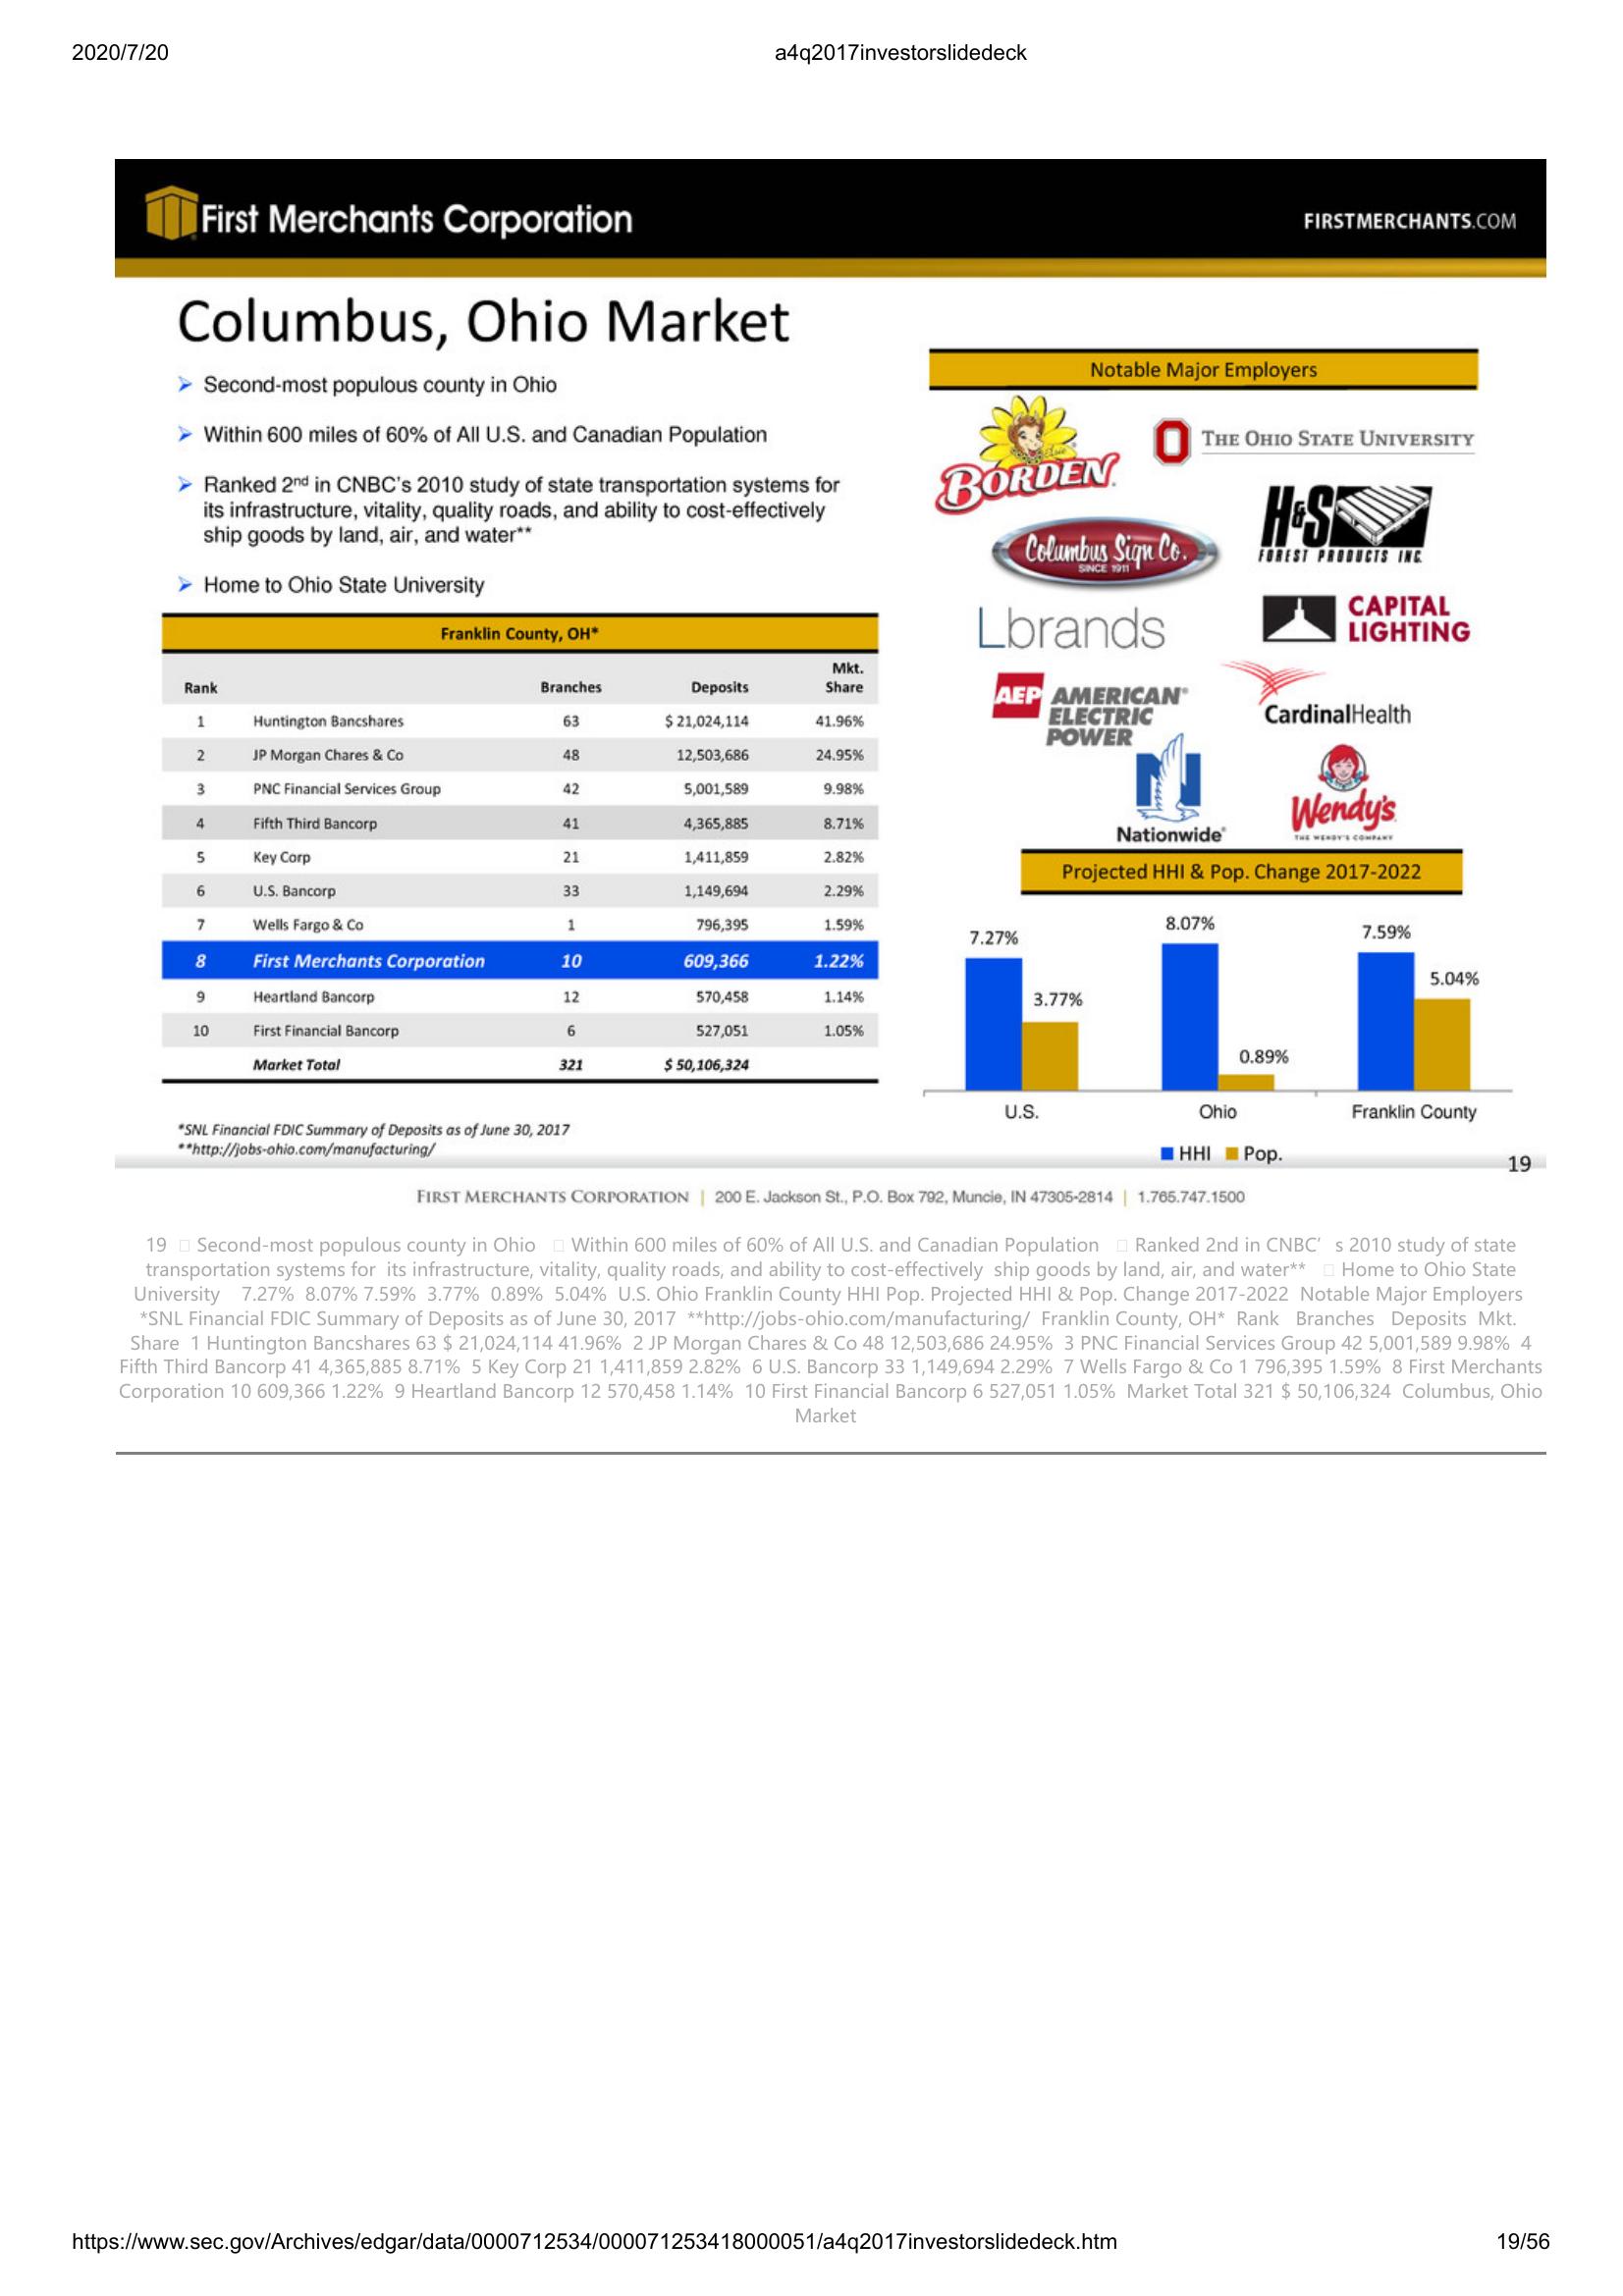 2020/7/20 a4q2017investorslidedeck
First Merchants Corporation
FIRSTMERCHANTS.COM
Columbus, Ohio Market
➢ Second-most populous county in Ohio
➢ Within 600 miles of 60% of All U.S. and Canadian Population
➢ Ranked 2nd in CNBC's 2010 study of state transportation systems for
its infrastructure, vitality, quality roads, and ability to cost-effectively
ship goods by land, air, and water**
➢ Home to Ohio State University
Franklin County, OH*
Rank Branches Deposits Mkt. Share
1 Huntington Bancshares 63 $ 21,024,114 41.96%
2 JP Morgan Chares & Co 48 12,503,686 24.95%
3 PNC Financial Services Group 42 5,001,589 9.98%
4 Fifth Third Bancorp 41 4,365,885 8.71%
5 Key Corp 21 1,411,859 2.82%
6 U.S. Bancorp 33 1,149,694 2.29%
7 Wells Fargo & Co 1 796,395 1.59%
8 First Merchants Corporation 10 609,366 1.22%
9 Heartland Bancorp 12 570,458 1.14%
10 First Financial Bancorp 6 527,051 1.05%
Market Total 321 $ 50,106,324
*SNL Financial FDIC Summary of Deposits as of June 30, 2017
**http://jobs-ohio.com/manufacturing/
Notable Major Employers
Elsie
BORDEN
THE OHIO STATE UNIVERSITY
Columbus Sign Co.
SINCE 1911
H&S
FOREST PRODUCTS INC.
Lbrands
CAPITAL
LIGHTING
AEP AMERICAN®
ELECTRIC
POWER
CardinalHealth
Nationwide®
Wendy's
THE WENDY'S COMPANY
Projected HHI & Pop. Change 2017-2022
7.27% 3.77% 8.07% 0.89% 7.59% 5.04%
U.S. Ohio Franklin County
HHI Pop.
19
FIRST MERCHANTS CORPORATION | 200 E. Jackson St., P.O. Box 792, Muncie, IN 47305-2814 | 1.765.747.1500
19 Second-most populous county in Ohio Within 600 miles of 60% of All U.S. and Canadian Population Ranked 2nd in CNBC’ s 2010 study of state
transportation systems for its infrastructure, vitality, quality roads, and ability to cost-effectively ship goods by land, air, and water** Home to Ohio State
University 7.27% 8.07% 7.59% 3.77% 0.89% 5.04% U.S. Ohio Franklin County HHI Pop. Projected HHI & Pop. Change 2017-2022 Notable Major Employers
*SNL Financial FDIC Summary of Deposits as of June 30, 2017 **http://jobs-ohio.com/manufacturing/ Franklin County, OH* Rank Branches Deposits Mkt.
Share 1 Huntington Bancshares 63 $ 21,024,114 41.96% 2 JP Morgan Chares & Co 48 12,503,686 24.95% 3 PNC Financial Services Group 42 5,001,589 9.98% 4
Fifth Third Bancorp 41 4,365,885 8.71% 5 Key Corp 21 1,411,859 2.82% 6 U.S. Bancorp 33 1,149,694 2.29% 7 Wells Fargo & Co 1 796,395 1.59% 8 First Merchants
Corporation 10 609,366 1.22% 9 Heartland Bancorp 12 570,458 1.14% 10 First Financial Bancorp 6 527,051 1.05% Market Total 321 $ 50,106,324 Columbus, Ohio
Market
https://www.sec.gov/Archives/edgar/data/0000712534/000071253418000051/a4q2017investorslidedeck.htm 19/56